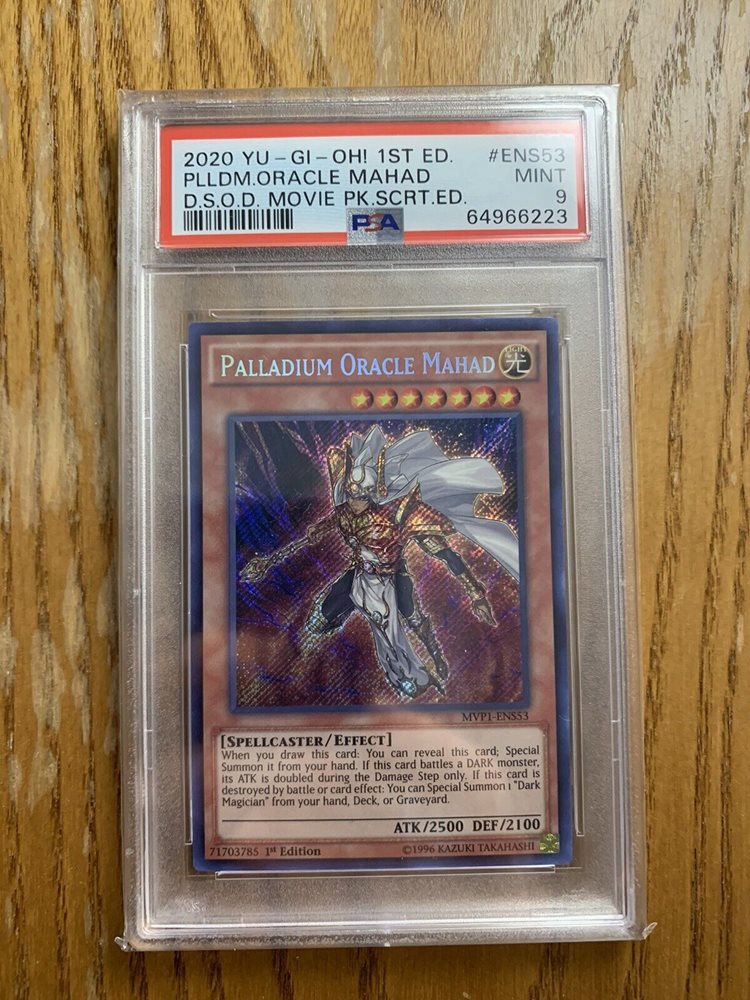 2020 YU-GI-OH! 1ST ED. #ENS53
PLLDM.ORACLE MAHAD MINT
D.S.O.D. MOVIE PK.SCRT.ED. 9
PSA 64966223
PALLADIUM ORACLE MAHAD
LIGHT
光
MVP1-ENS53
[SPELLCASTER/EFFECT]
When you draw this card: You can reveal this card; Special
Summon it from your hand. If this card battles a DARK monster,
its ATK is doubled during the Damage Step only. If this card is
destroyed by battle or card effect: You can Special Summon 1 "Dark
Magician" from your hand, Deck, or Graveyard.
ATK/2500 DEF/2100
71703785 1st Edition ©1996 KAZUKI TAKAHASHI